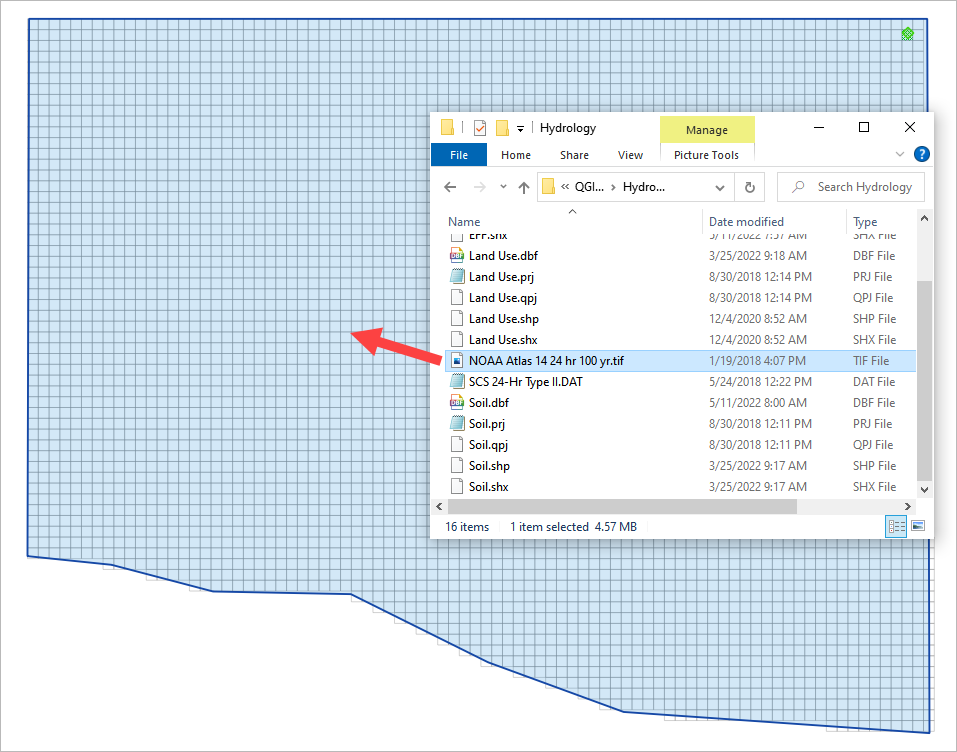 Hydrology
Manage
File Home Share View Picture Tools
?
« QGI... › Hydro... Search Hydrology
Name Date modified Type
EFF.shx 5/11/2022 7:57 AM SHX File
Land Use.dbf 3/25/2022 9:18 AM DBF File
Land Use.prj 8/30/2018 12:14 PM PRJ File
Land Use.qpj 8/30/2018 12:14 PM QPJ File
Land Use.shp 12/4/2020 8:52 AM SHP File
Land Use.shx 12/4/2020 8:52 AM SHX File
NOAA Atlas 14 24 hr 100 yr.tif 1/19/2018 4:07 PM TIF File
SCS 24-Hr Type II.DAT 5/24/2018 12:22 PM DAT File
Soil.dbf 5/11/2022 8:00 AM DBF File
Soil.prj 8/30/2018 12:11 PM PRJ File
Soil.qpj 8/30/2018 12:11 PM QPJ File
Soil.shp 3/25/2022 9:17 AM SHP File
Soil.shx 3/25/2022 9:17 AM SHX File
16 items 1 item selected 4.57 MB